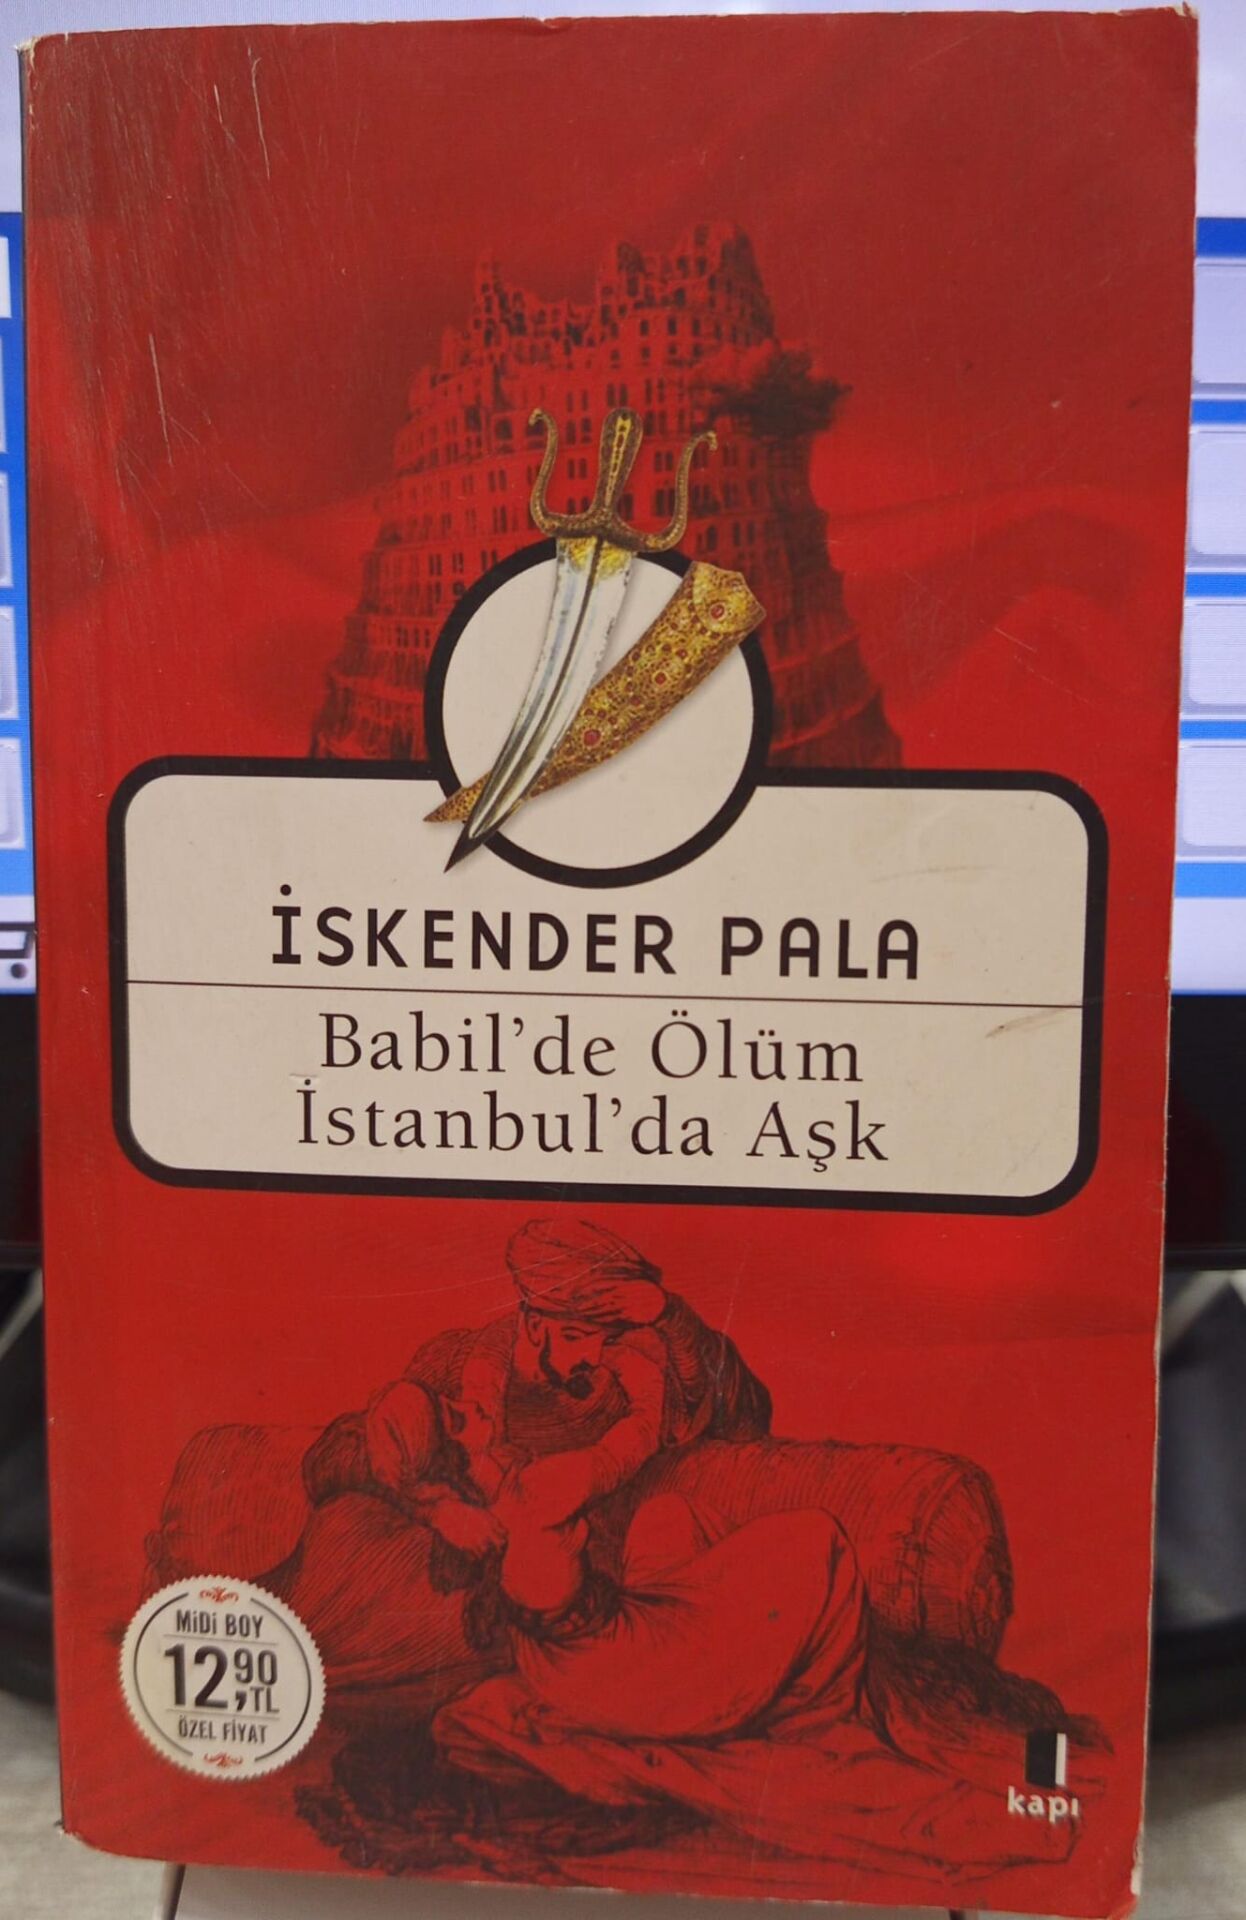 İSKENDER PALA
Babil'de Ölüm
İstanbul'da Aşk
MİDİ BOY
12,90 TL
ÖZEL FİYAT
kapı